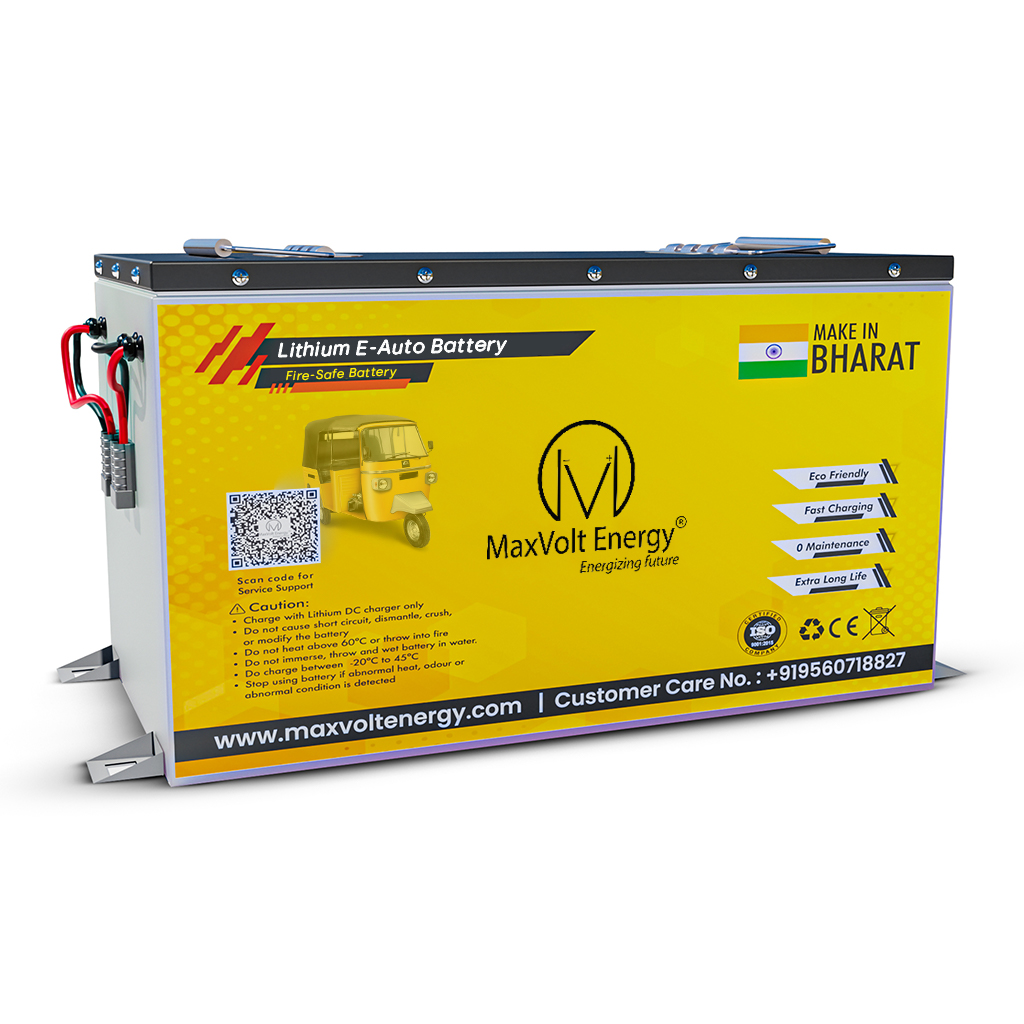 Lithium E-Auto Battery
Fire-Safe Battery
MAKE IN
BHARAT
MaxVolt Energy®
Energizing future
Eco Friendly
Fast Charging
0 Maintenance
Extra Long Life
Scan code for
Service Support
Caution:
• Charge with Lithium DC charger only
• Do not cause short circuit, dismantle, crush,
or modify the battery
• Do not heat above 60°C or throw into fire
• Do not immerse, throw and wet battery in water.
• Do charge between -20°C to 45°C
• Stop using battery if abnormal heat, odour or
abnormal condition is detected
CERTIFIED
ISO
9001:2015
COMPANY
CE
www.maxvoltenergy.com | Customer Care No. : +919560718827